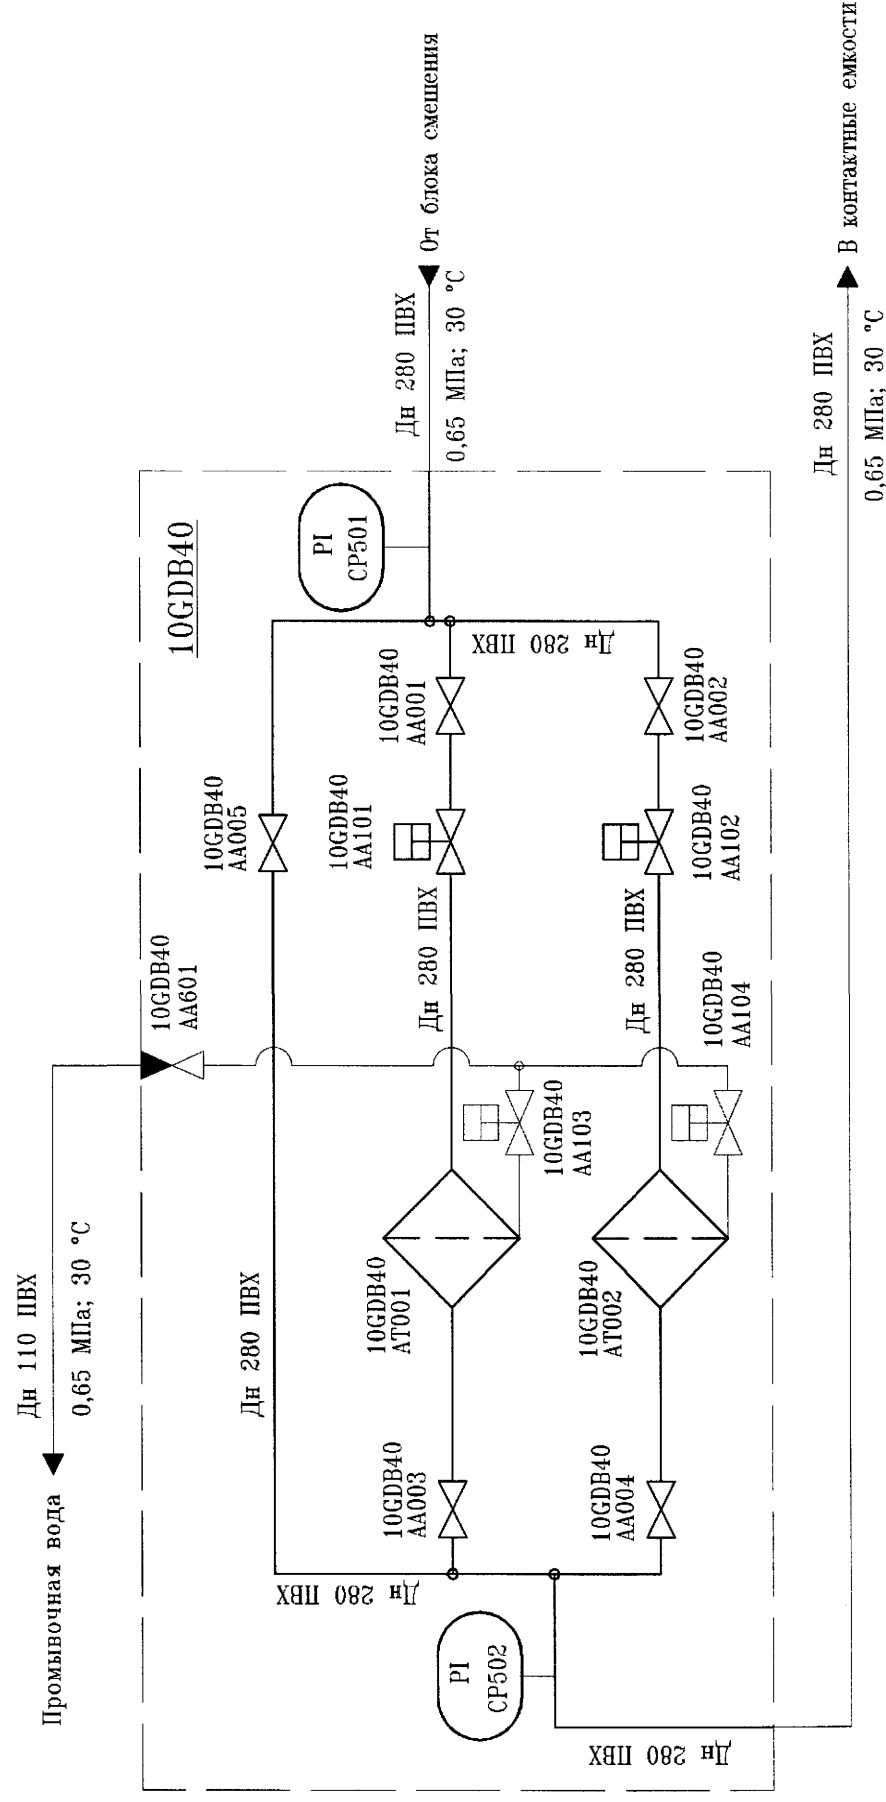 Промывочная вода
Дн 110 ПВХ
0,65 МПа; 30 °С
10GDB40
AA601
10GDB40
Дн 280 ПВХ
10GDB40
AA005
Дн 280 ПВХ
PI
CP501
Дн 280 ПВХ
0,65 МПа; 30 °С
От блока смешения
10GDB40
AA003
10GDB40
AT001
Дн 280 ПВХ
10GDB40
AA101
10GDB40
AA001
Дн 280 ПВХ
PI
CP502
10GDB40
AA103
10GDB40
AA004
10GDB40
AT002
Дн 280 ПВХ
10GDB40
AA102
10GDB40
AA002
10GDB40
AA104
Дн 280 ПВХ
Дн 280 ПВХ
0,65 МПа; 30 °С
В контактные емкости